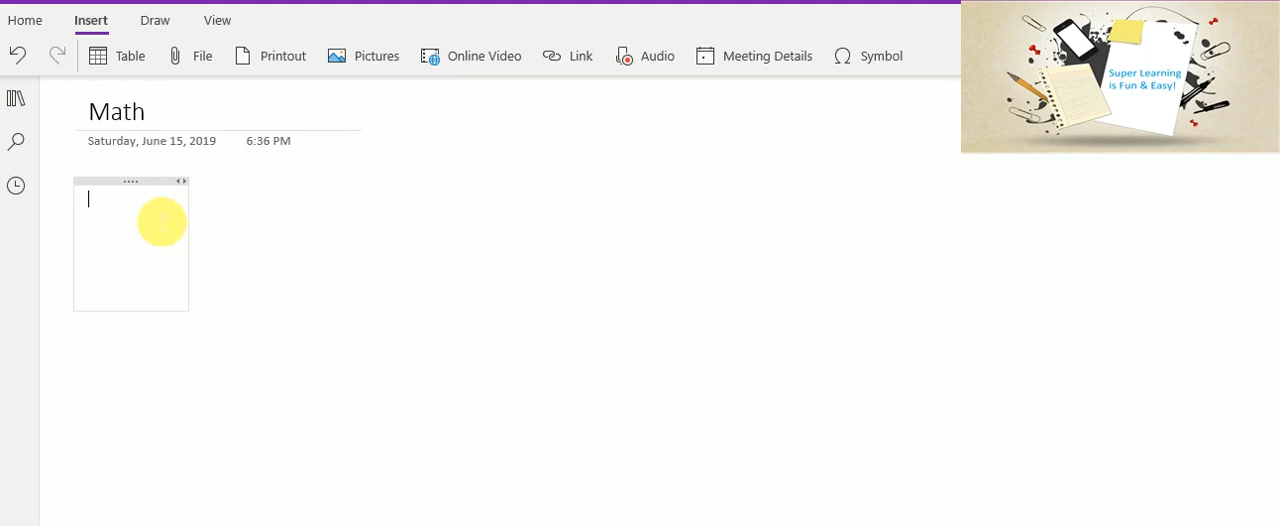 Home Insert Draw View
Table File Printout Pictures Online Video Link Audio Meeting Details Symbol
Super Learning
is Fun & Easy!
Math
Saturday, June 15, 2019 6:36 PM